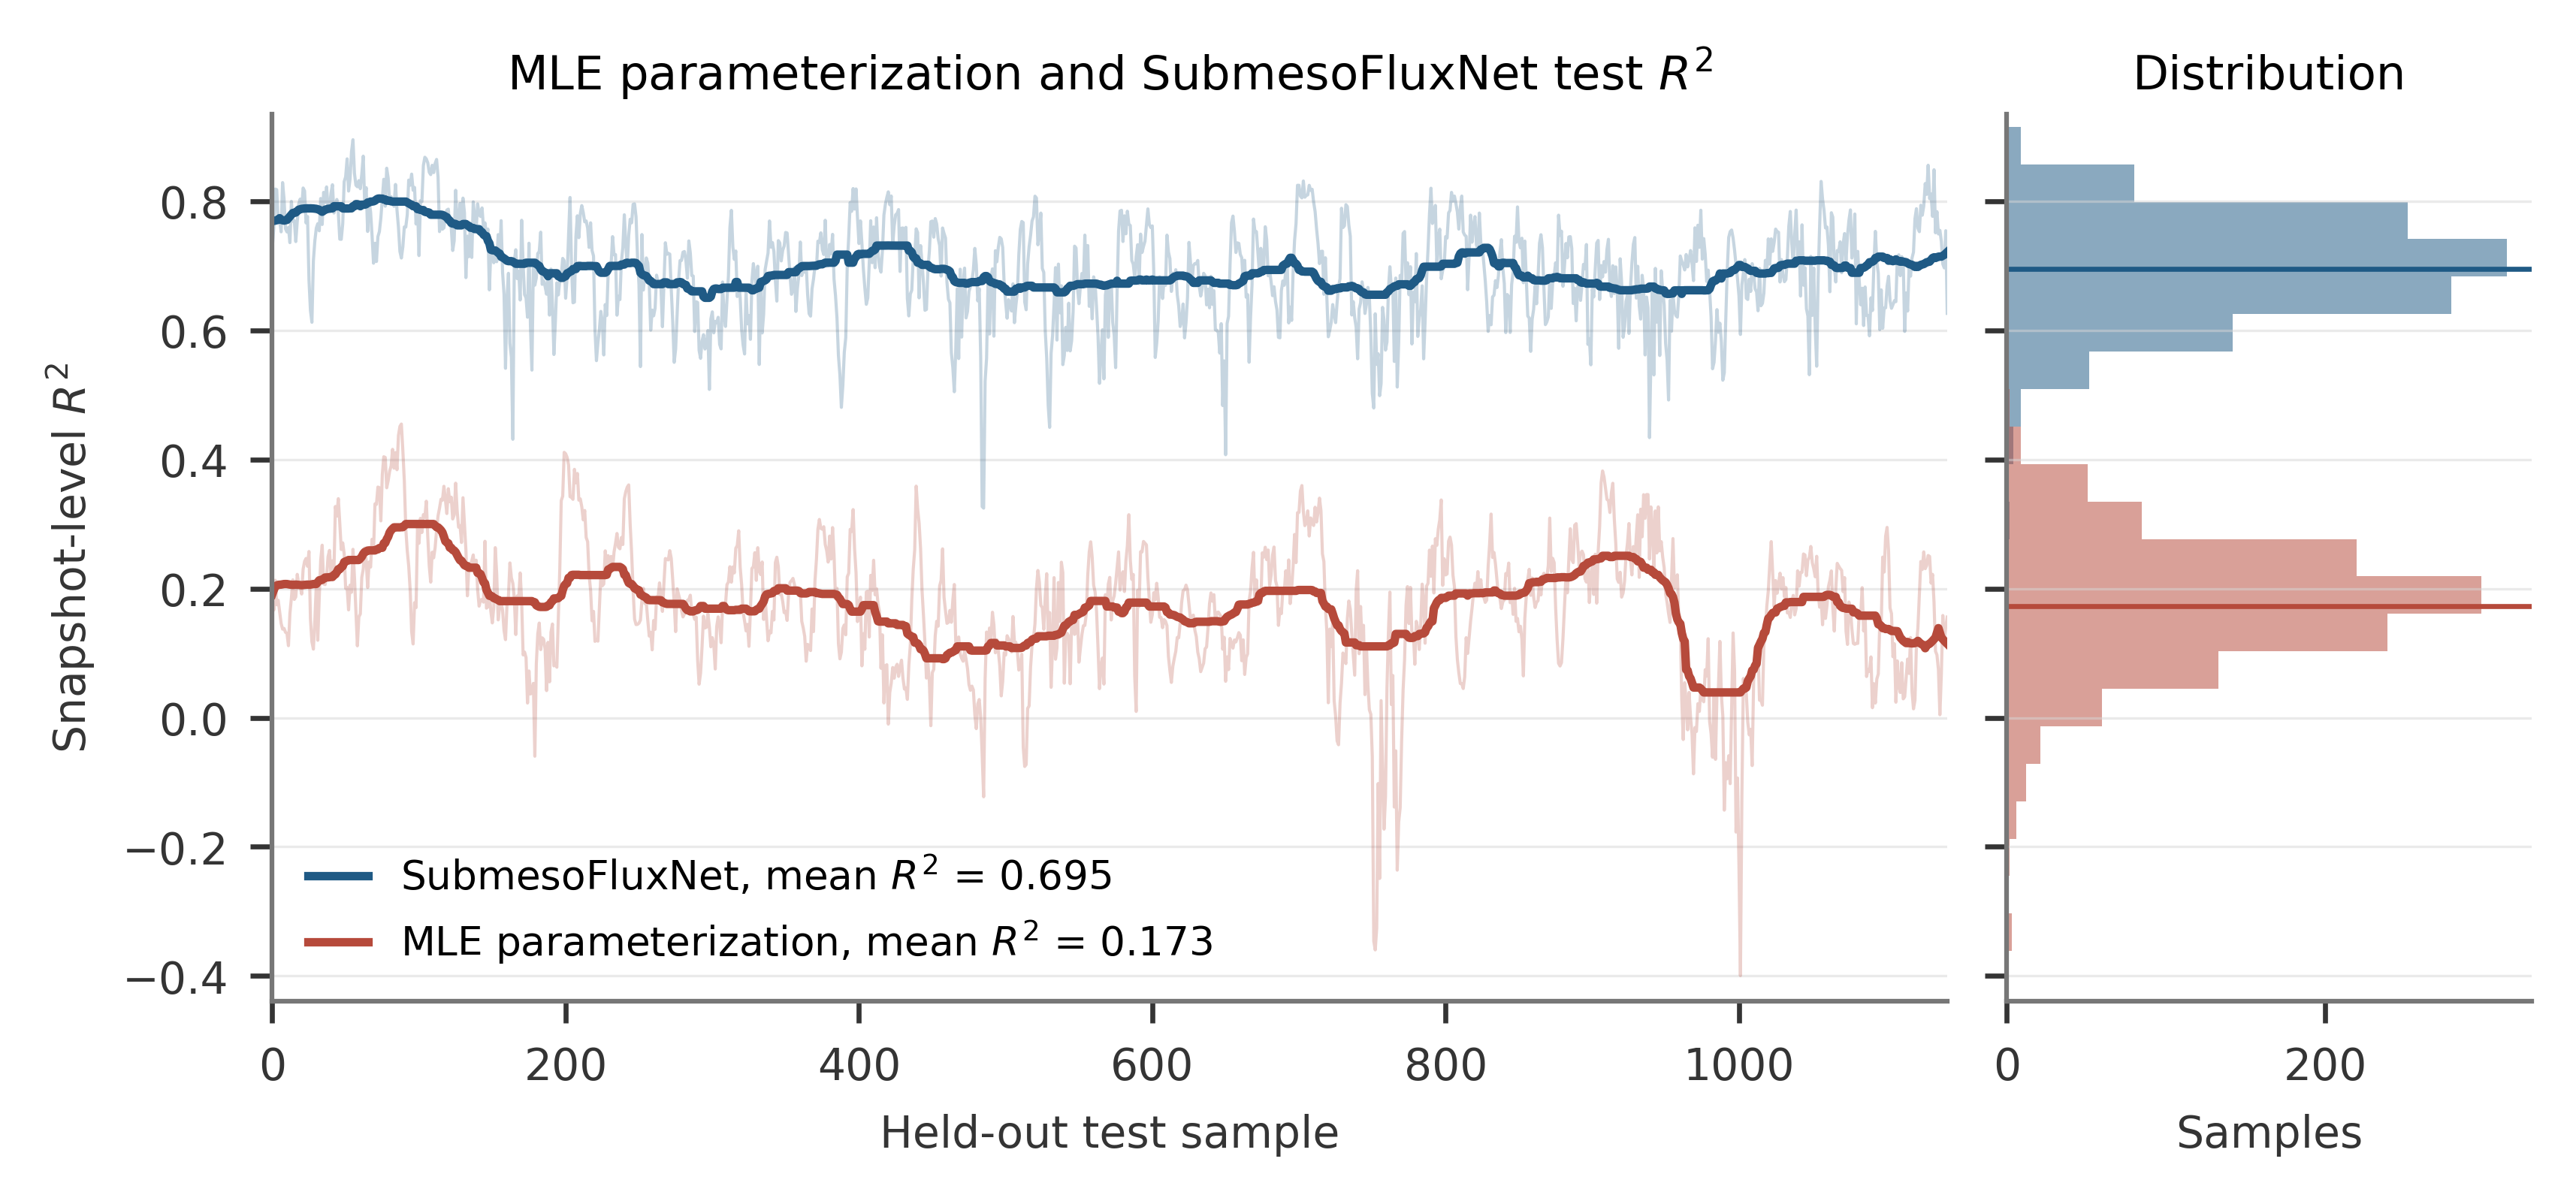 MLE parameterization and SubmesoFluxNet test R²
Distribution
Snapshot-level R²
0.8
0.6
0.4
0.2
0.0
−0.2
−0.4
SubmesoFluxNet, mean R² = 0.695
MLE parameterization, mean R² = 0.173
0 200 400 600 800 1000
0 200
Held-out test sample
Samples